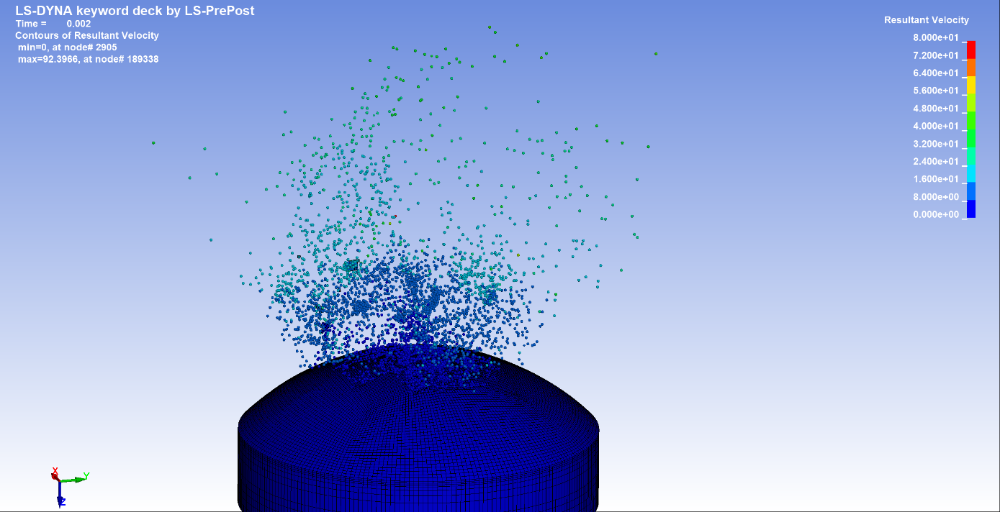 LS-DYNA keyword deck by LS-PrePost
Time = 0.002
Contours of Resultant Velocity
min=0, at node# 2905
max=92.3966, at node# 189338
Resultant Velocity
8.000e+01
7.200e+01
6.400e+01
5.600e+01
4.800e+01
4.000e+01
3.200e+01
2.400e+01
1.600e+01
8.000e+00
0.000e+00
X
Y
Z